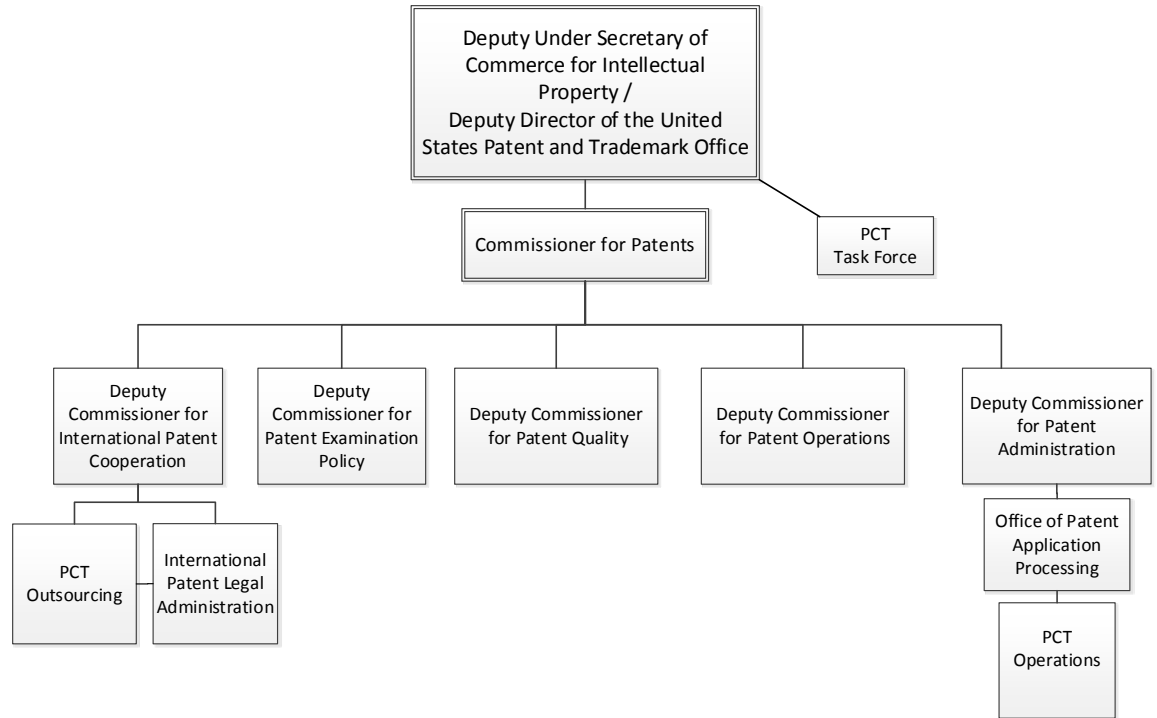 Deputy Under Secretary of
Commerce for Intellectual
Property /
Deputy Director of the United
States Patent and Trademark Office
Commissioner for Patents
PCT
Task Force
Deputy
Commissioner for
International Patent
Cooperation
Deputy
Commissioner for
Patent Examination
Policy
Deputy Commissioner
for Patent Quality
Deputy Commissioner
for Patent Operations
Deputy Commissioner
for Patent
Administration
PCT
Outsourcing
International
Patent Legal
Administration
Office of Patent
Application
Processing
PCT
Operations